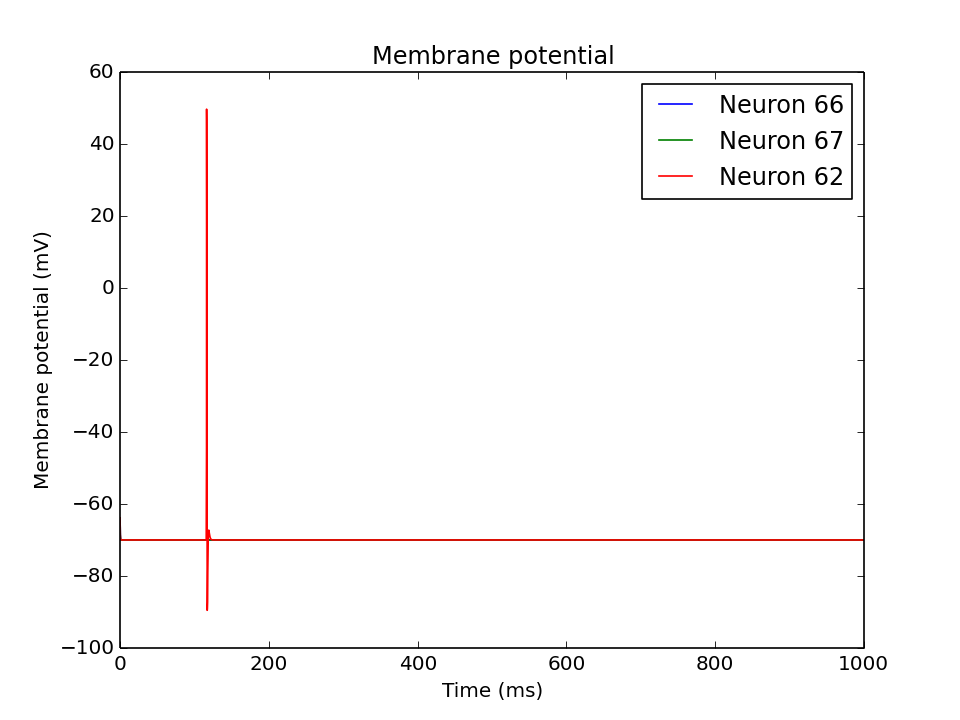 Membrane potential
60
40
20
0
−20
−40
−60
−80
−100
Membrane potential (mV)
Neuron 66
Neuron 67
Neuron 62
0 200 400 600 800 1000
Time (ms)